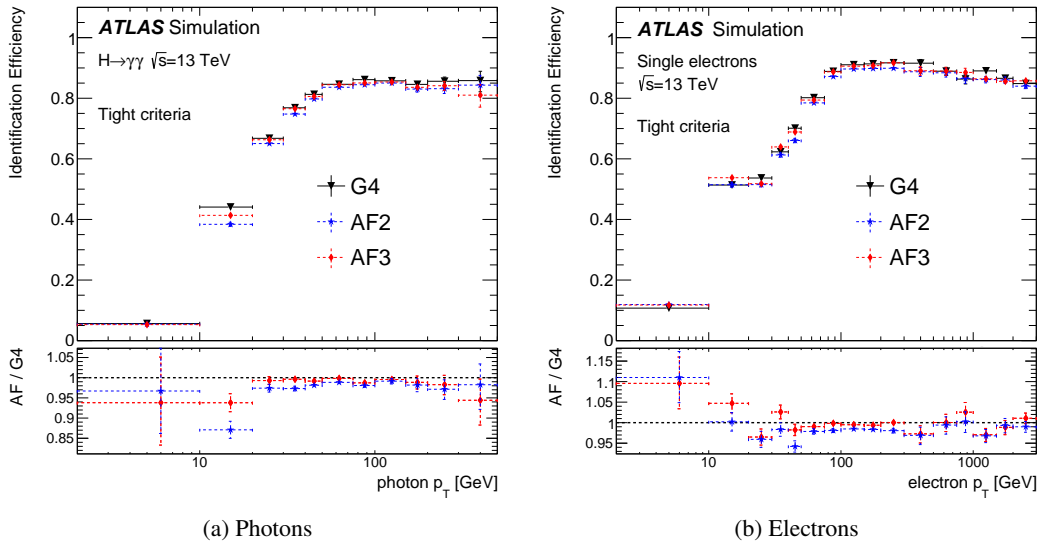 Identification Efficiency
1
0.8
0.6
0.4
0.2
0
ATLAS Simulation
H→γγ √s=13 TeV
Tight criteria
G4
AF2
AF3
AF / G4
1.05
1
0.95
0.9
0.85
10
100
photon p_T [GeV]
(a) Photons
Identification Efficiency
1
0.8
0.6
0.4
0.2
0
ATLAS Simulation
Single electrons
√s=13 TeV
Tight criteria
G4
AF2
AF3
AF / G4
1.15
1.1
1.05
1
0.95
10
100
1000
electron p_T [GeV]
(b) Electrons